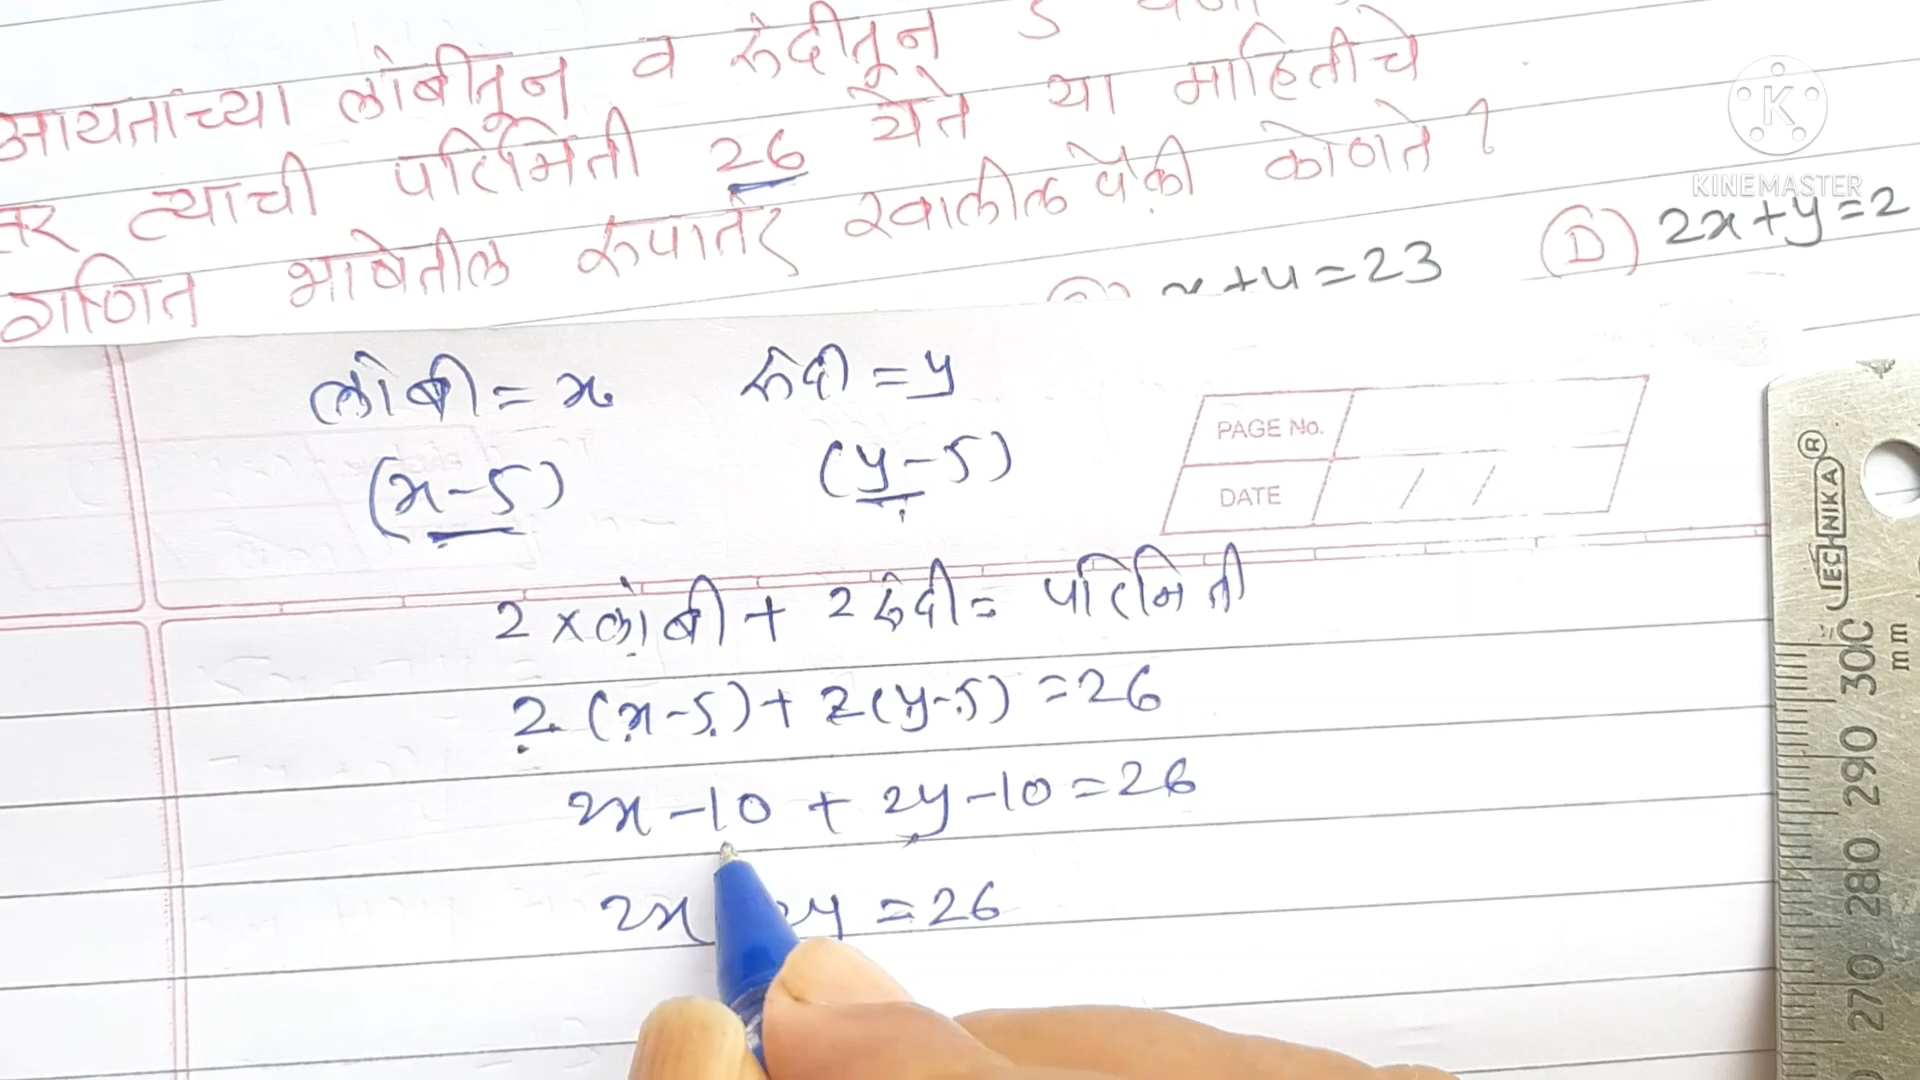 आयताच्या लांबीतून व रुंदीतून 5
तर त्याची परिमिती 26 येते या माहितीचे
गणित भाषेतील रूपांतर खालीलपैकी कोणते ?
x+y=23 (D) 2x+y=2
KINEMASTER
लांबी = x रुंदी = y
(x-5) (y-5)
PAGE No.
DATE / /
2 x लांबी + 2 रुंदी = परिमिती
2 (x-5) + 2 (y-5) = 26
2x - 10 + 2y - 10 = 26
2x 2y = 26
TECHNIKA ®
mm
270 280 290 300